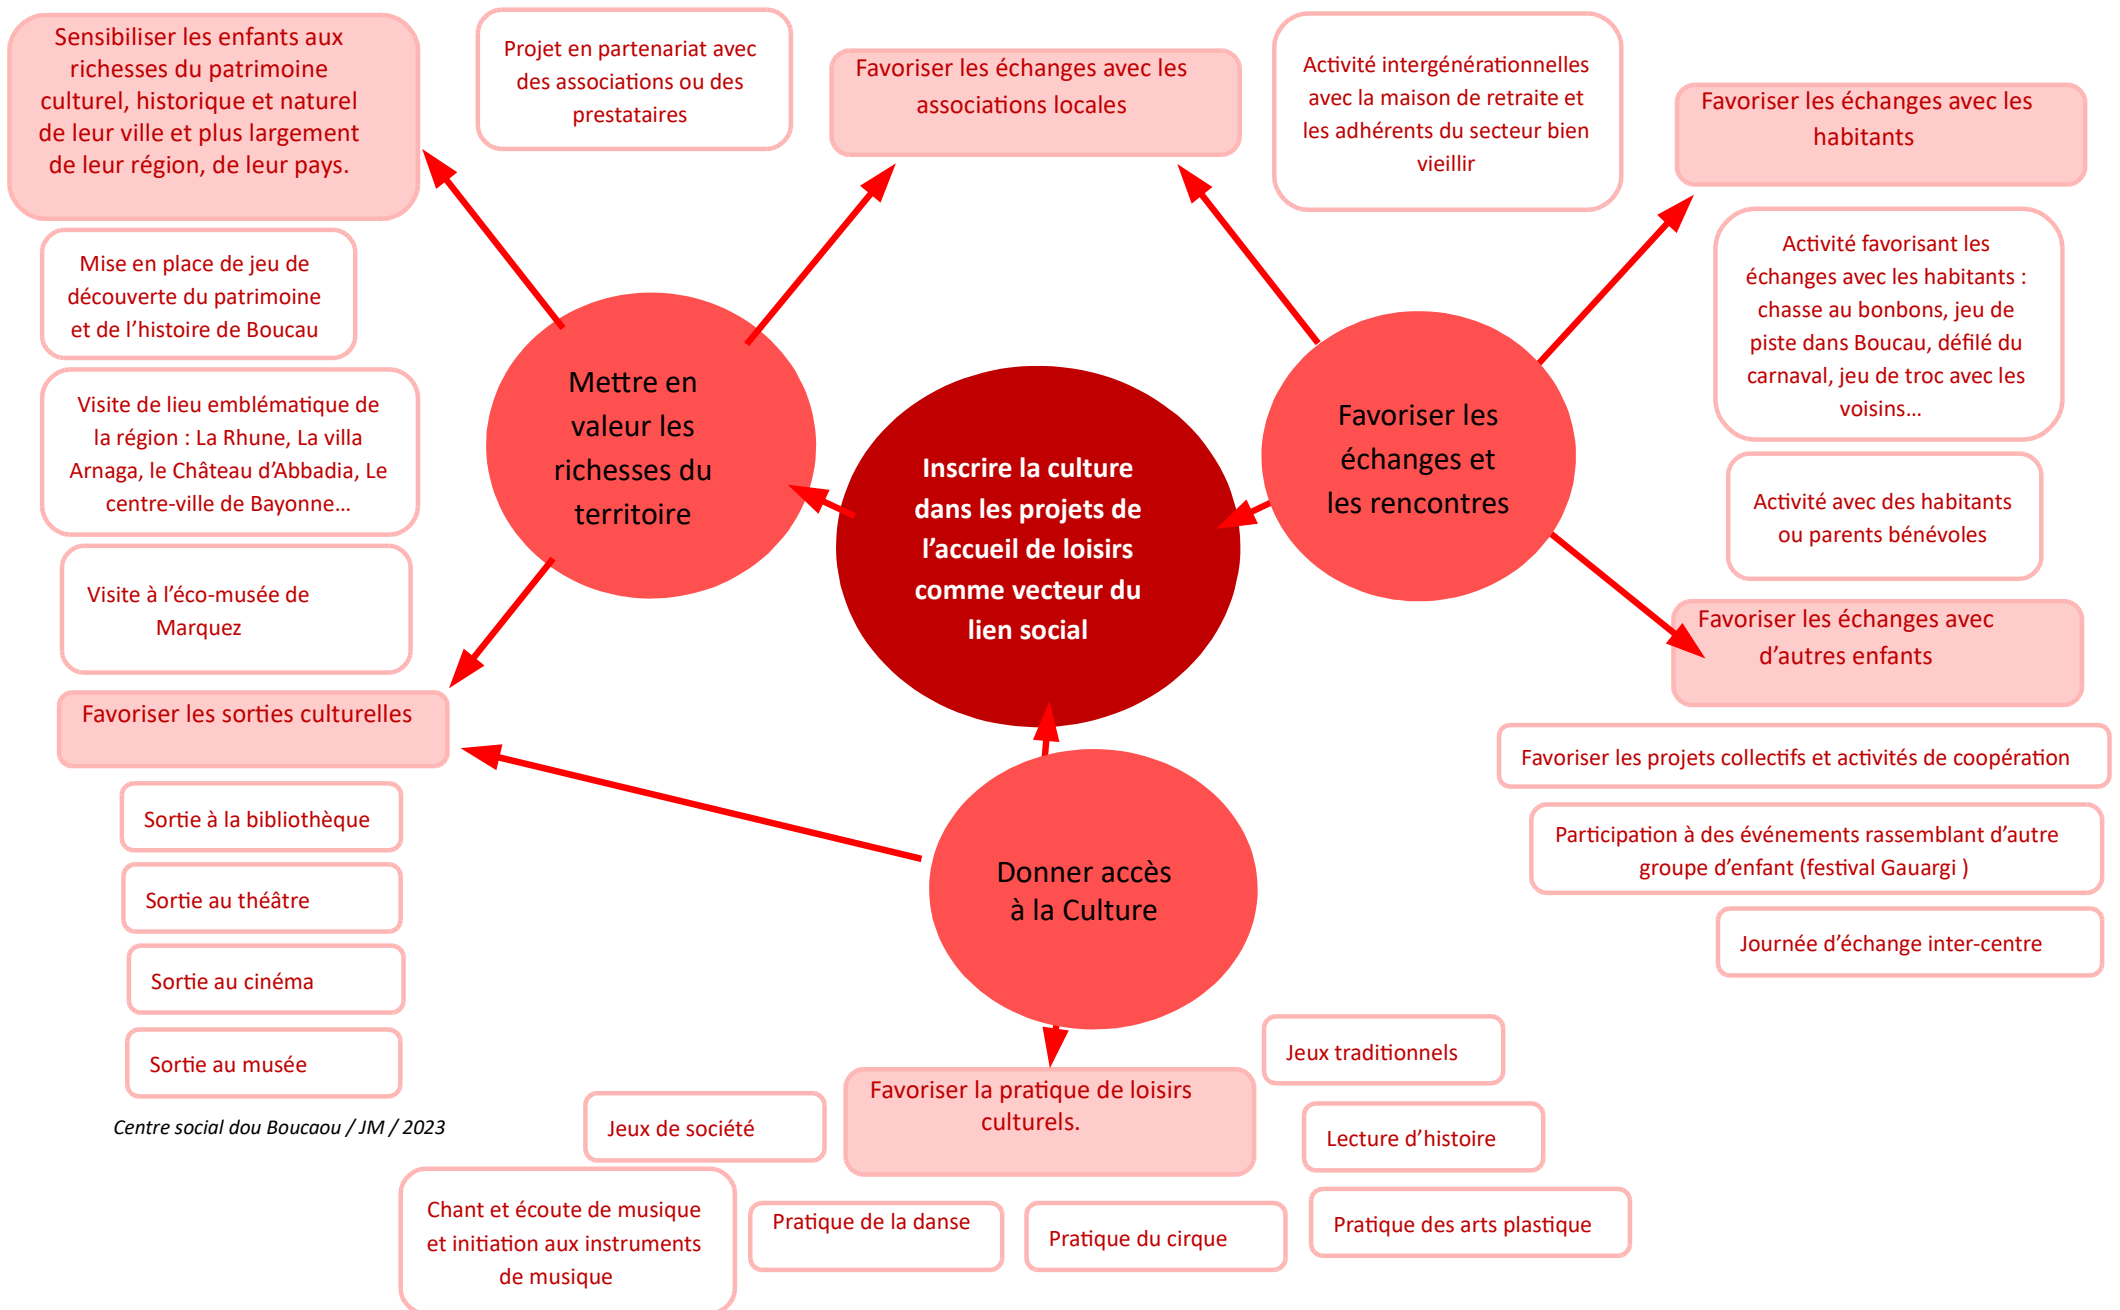 Sensibiliser les enfants aux
richesses du patrimoine
culturel, historique et naturel
de leur ville et plus largement
de leur région, de leur pays.
Projet en partenariat avec
des associations ou des
prestataires
Favoriser les échanges avec les
associations locales
Activité intergénérationnelles
avec la maison de retraite et
les adhérents du secteur bien
vieillir
Favoriser les échanges avec les
habitants
Mise en place de jeu de
découverte du patrimoine
et de l’histoire de Boucau
Activité favorisant les
échanges avec les habitants :
chasse au bonbons, jeu de
piste dans Boucau, défilé du
carnaval, jeu de troc avec les
voisins…
Mettre en
valeur les
richesses du
territoire
Favoriser les
échanges et
les rencontres
Visite de lieu emblématique de
la région : La Rhune, La villa
Arnaga, le Château d’Abbadia, Le
centre-ville de Bayonne…
Inscrire la culture
dans les projets de
l’accueil de loisirs
comme vecteur du
lien social
Activité avec des habitants
ou parents bénévoles
Visite à l’éco-musée de
Marquez
Favoriser les échanges avec
d’autres enfants
Favoriser les sorties culturelles
Favoriser les projets collectifs et activités de coopération
Sortie à la bibliothèque
Participation à des événements rassemblant d’autre
groupe d’enfant (festival Gauargi )
Sortie au théâtre
Donner accès
à la Culture
Journée d’échange inter-centre
Sortie au cinéma
Sortie au musée
Jeux traditionnels
Favoriser la pratique de loisirs
culturels.
Centre social dou Boucaou / JM / 2023
Jeux de société
Lecture d’histoire
Chant et écoute de musique
et initiation aux instruments
de musique
Pratique de la danse
Pratique du cirque
Pratique des arts plastique